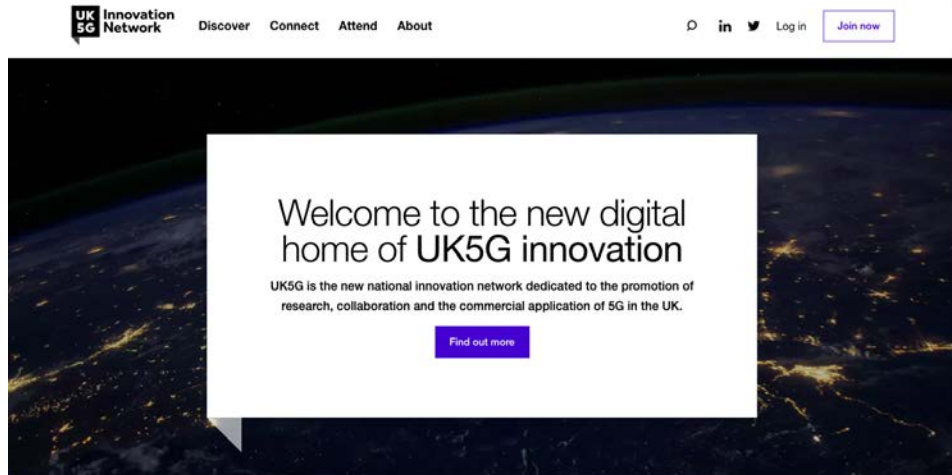 UK Innovation
5G Network
Discover Connect Attend About
in Log in Join now
Welcome to the new digital
home of UK5G innovation
UK5G is the new national innovation network dedicated to the promotion of
research, collaboration and the commercial application of 5G in the UK.
Find out more